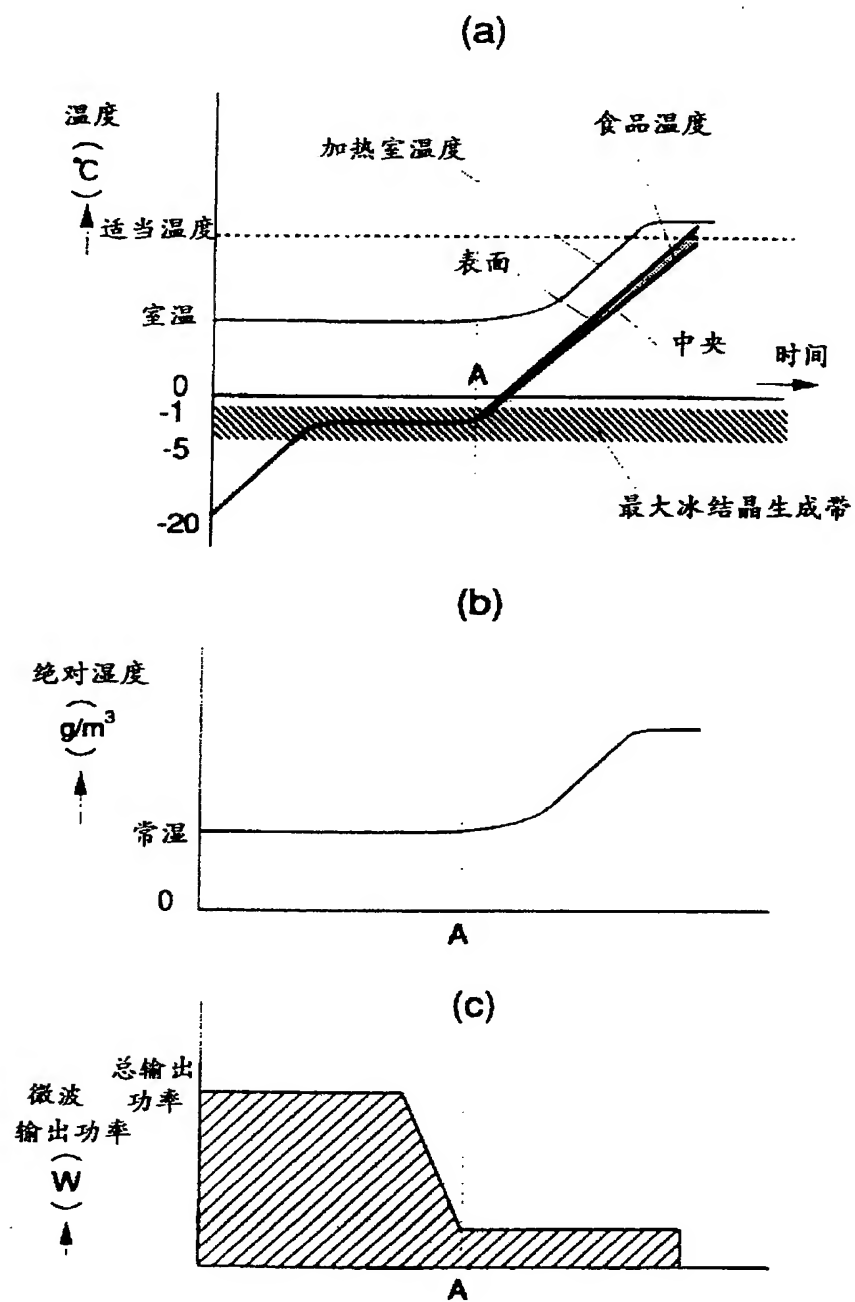 (a)
温度
(℃)
加热室温度
食品温度
适当温度
表面
室温
中央
时间
A
0
-1
-5
最大冰结晶生成带
-20
(b)
绝对湿度
(g/m³)
常湿
0
A
(c)
总输出
功率
微波
输出功率
(W)
A